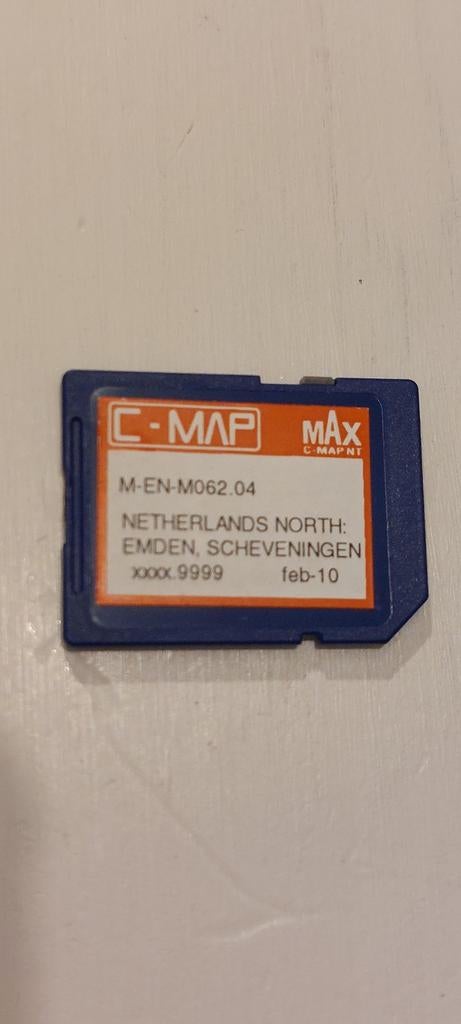 C-MAP
MAX
C-MAP NT
M-EN-M062.04
NETHERLANDS NORTH:
EMDEN, SCHEVENINGEN
xxxx.9999 feb-10